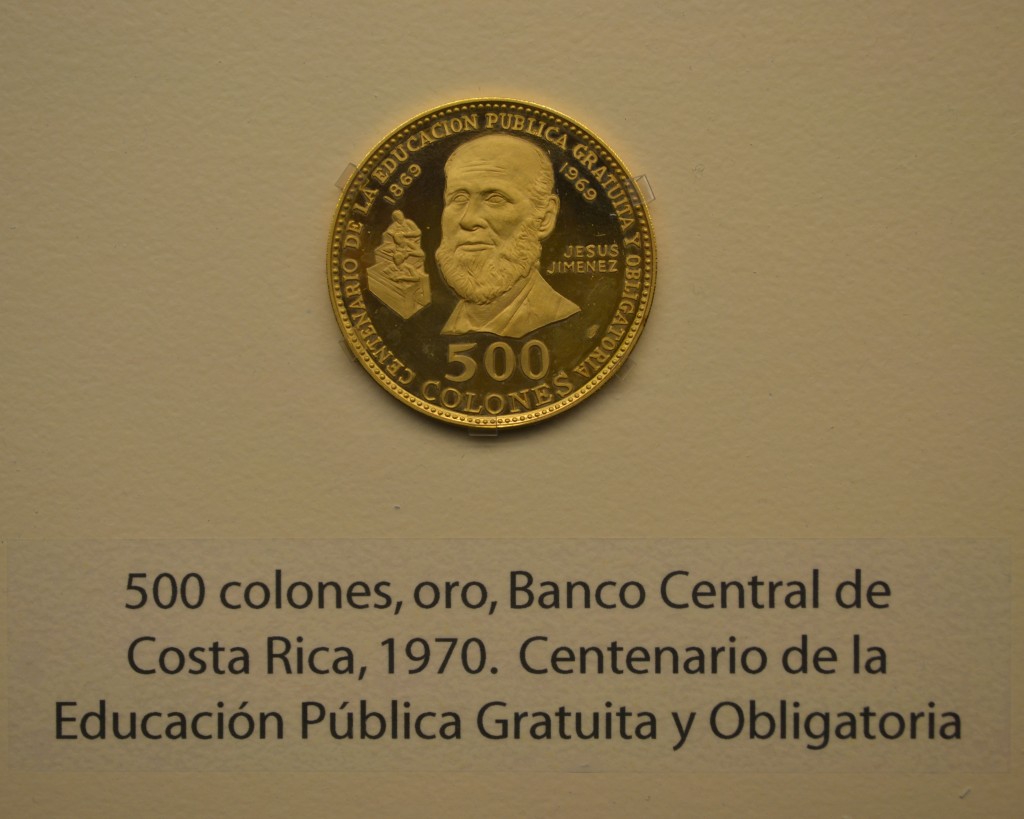 CENTENARIO DE LA EDUCACION PUBLICA GRATUITA Y OBLIGATORIA
1869
1969
JESUS
JIMENEZ
500
COLONES
500 colones, oro, Banco Central de
Costa Rica, 1970. Centenario de la
Educación Pública Gratuita y Obligatoria